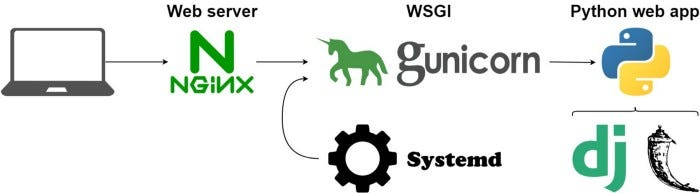 Web server
WSGI
Python web app
N
NGiNX
gunicorn
dj
Systemd